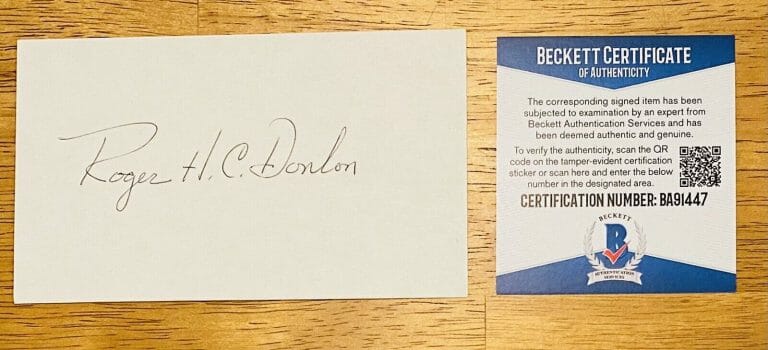 Roger H. C. Donlon
BECKETT CERTIFICATE
OF AUTHENTICITY
The corresponding signed item has been
subjected to examination by an expert from
Beckett Authentication Services and has
been deemed authentic and genuine.
To verify the authenticity, scan the QR
code on the tamper-evident certification
sticker or scan here and enter the below
number in the designated area.
CERTIFICATION NUMBER: BA91447
BECKETT
B
AUTHENTICATION
SERVICES